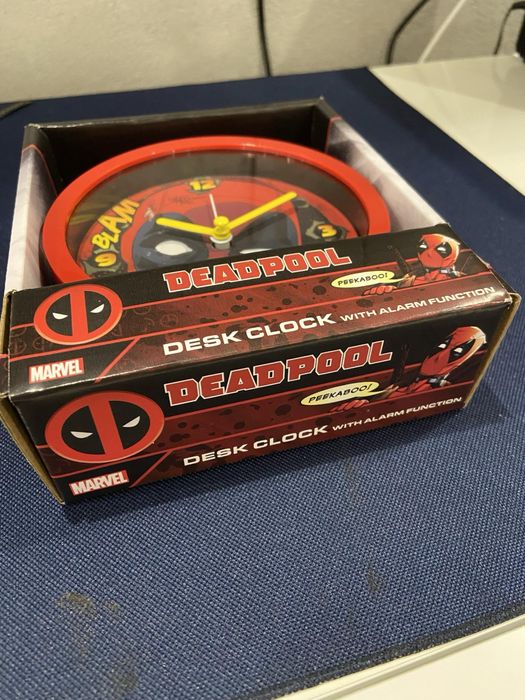 12
BLAM
9
3
DEADPOOL
PEEKABOO!
DESK CLOCK WITH ALARM FUNCTION
MARVEL
DEADPOOL
PEEKABOO!
DESK CLOCK WITH ALARM FUNCTION
MARVEL